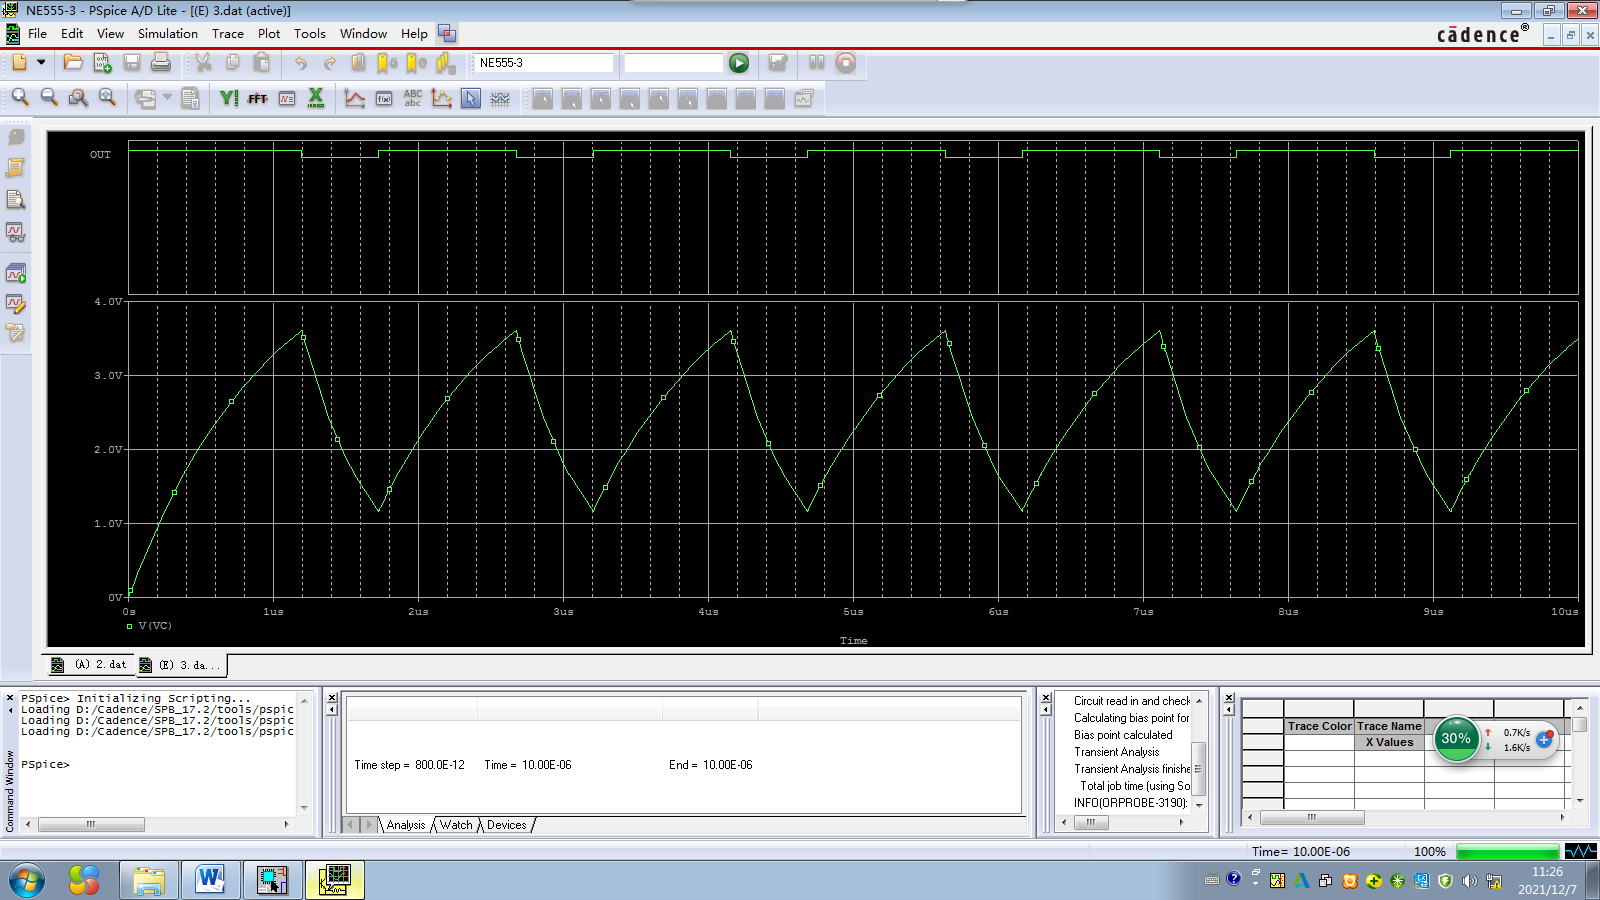 NE555-3 - PSpice A/D Lite - [(E) 3.dat (active)]
File Edit View Simulation Trace Plot Tools Window Help
cādence®
NE555-3
FFT
ABC
abc
OUT
4.0V
3.0V
2.0V
1.0V
0V
0s 1us 2us 3us 4us 5us 6us 7us 8us 9us 10us
V(VC)
Time
(A) 2.dat (E) 3.da...
Command Window
PSpice> Initializing Scripting...
Loading D:/Cadence/SPB_17.2/tools/pspic
Loading D:/Cadence/SPB_17.2/tools/pspic
Loading D:/Cadence/SPB_17.2/tools/pspic
PSpice>
Time step = 800.0E-12 Time = 10.00E-06 End = 10.00E-06
Analysis Watch Devices
Circuit read in and check
Calculating bias point for
Bias point calculated
Transient Analysis
Transient Analysis finishe
Total job time (using So
INFO(ORPROBE-3190):
Trace Color Trace Name
X Values
30%
0.7K/s
1.6K/s
Time= 10.00E-06 100%
11:26
2021/12/7